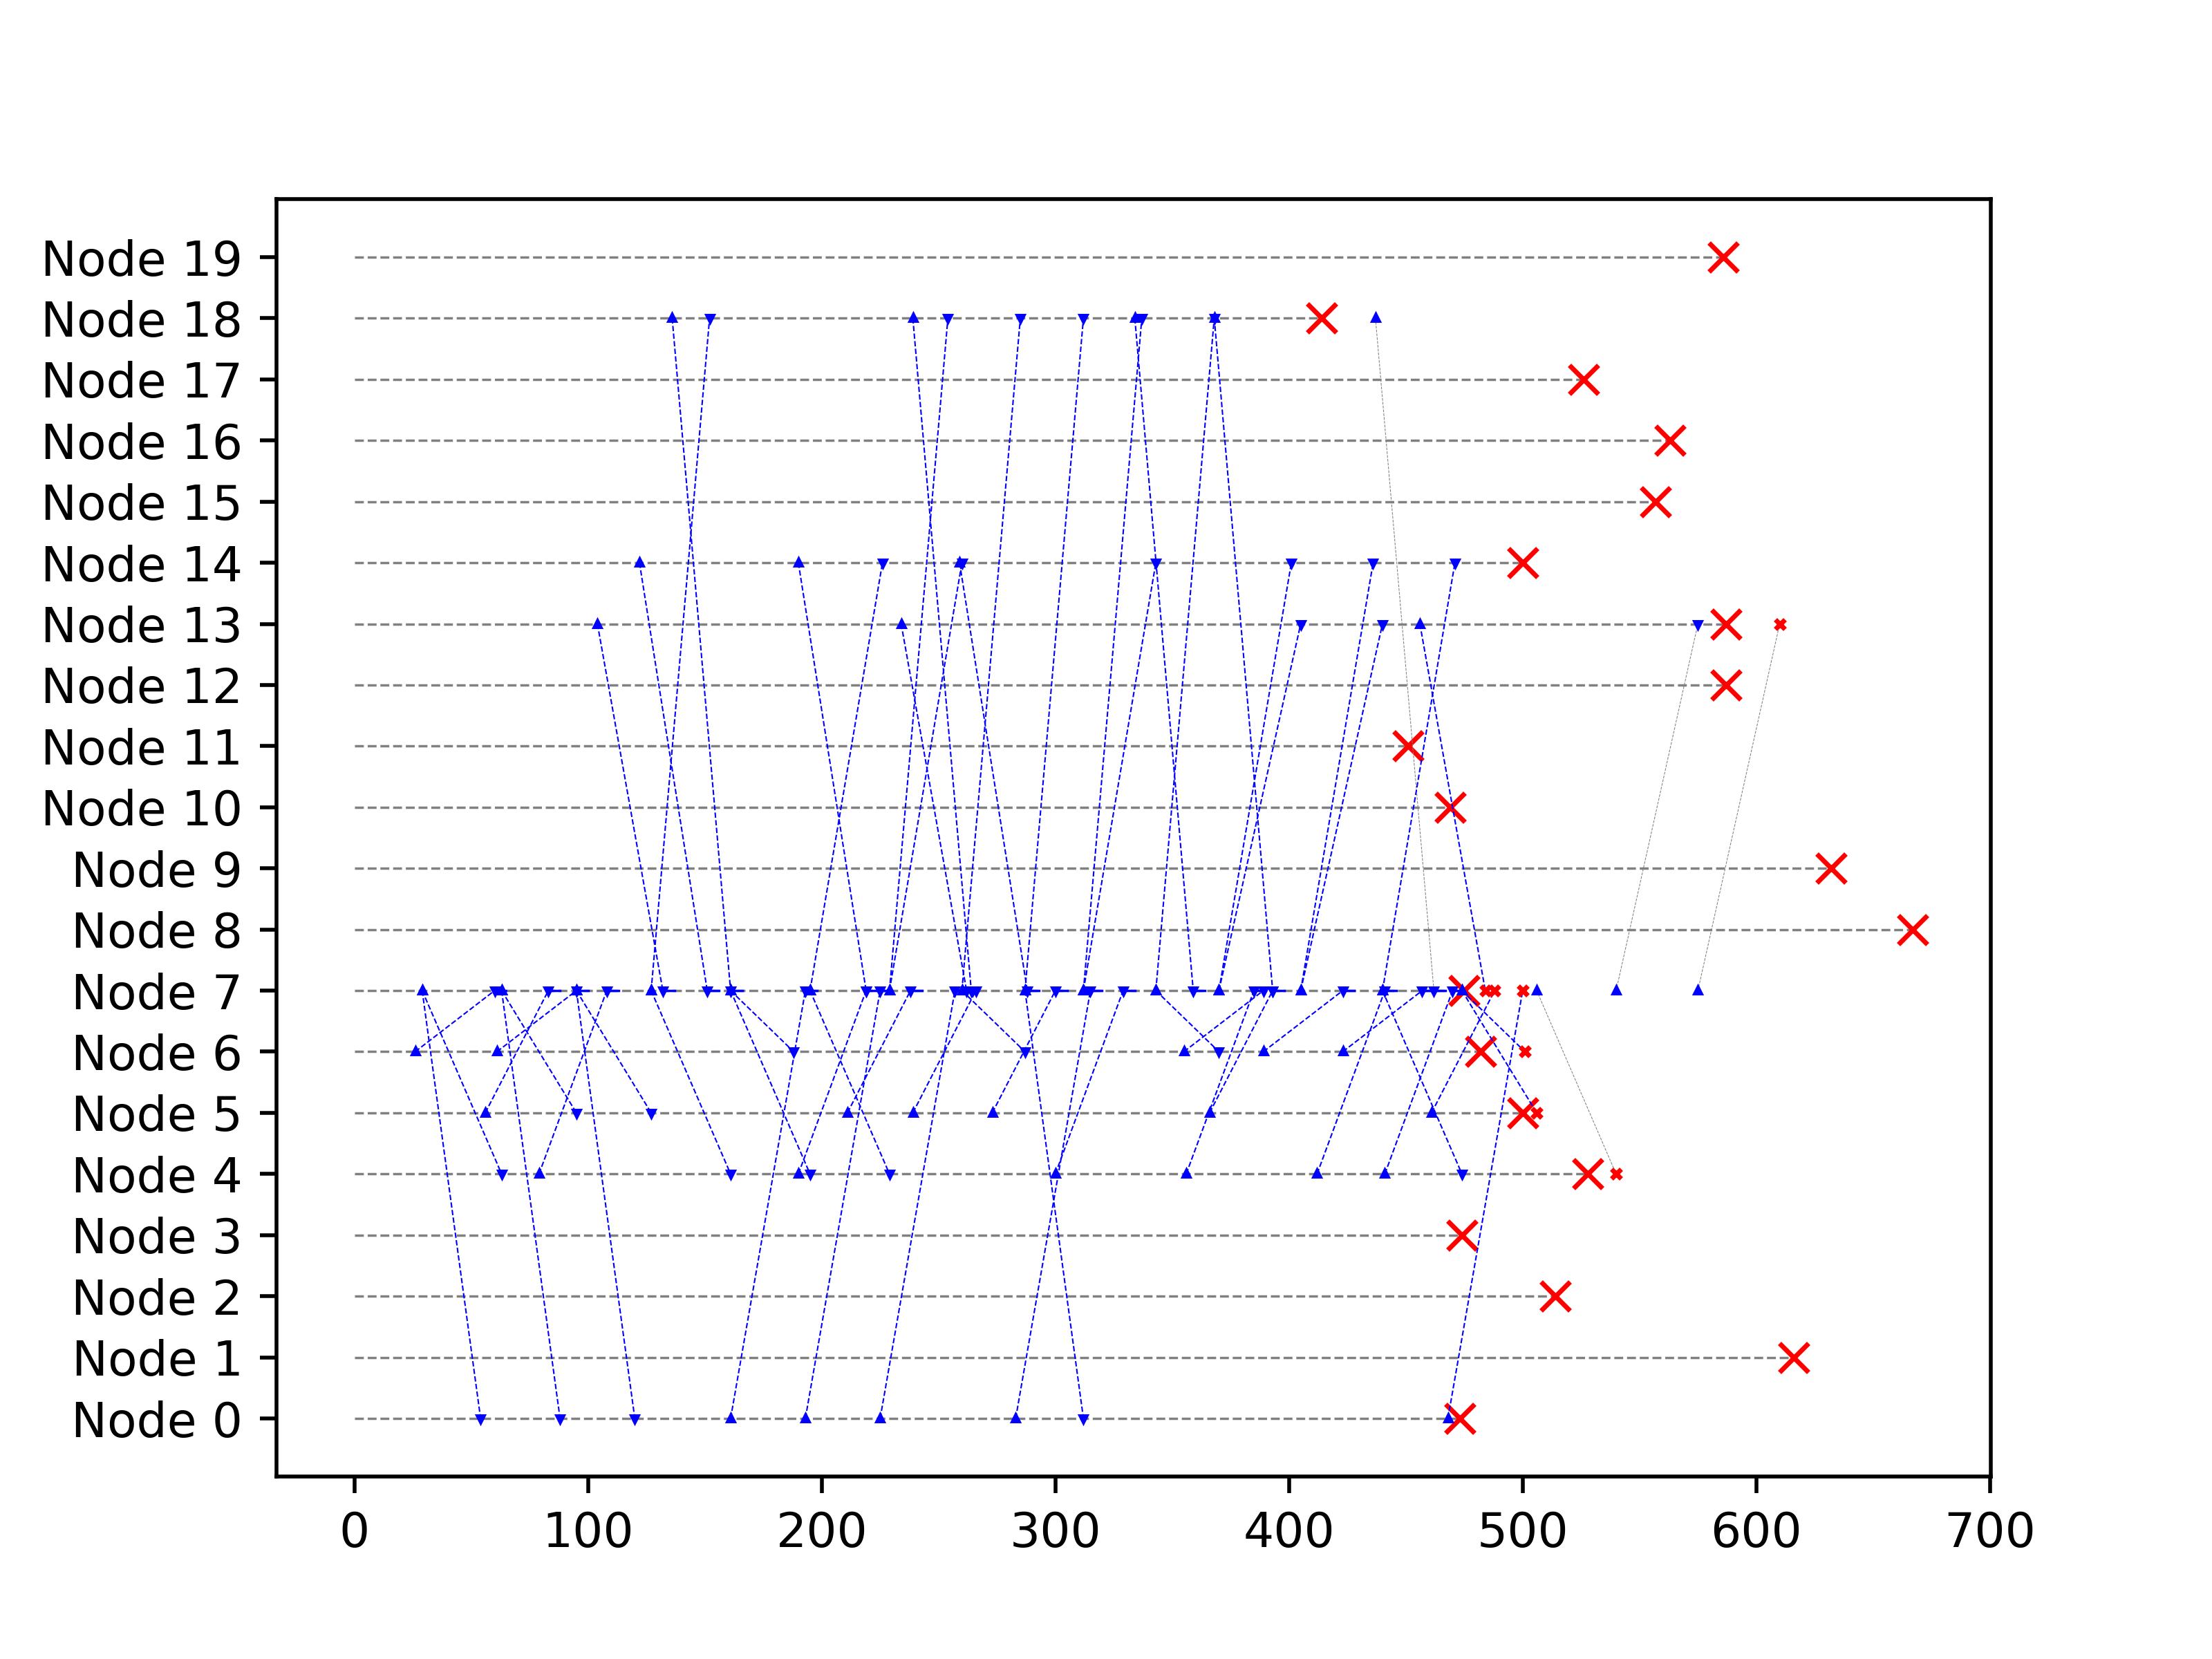 Node 19
Node 18
Node 17
Node 16
Node 15
Node 14
Node 13
Node 12
Node 11
Node 10
Node 9
Node 8
Node 7
Node 6
Node 5
Node 4
Node 3
Node 2
Node 1
Node 0
0 100 200 300 400 500 600 700